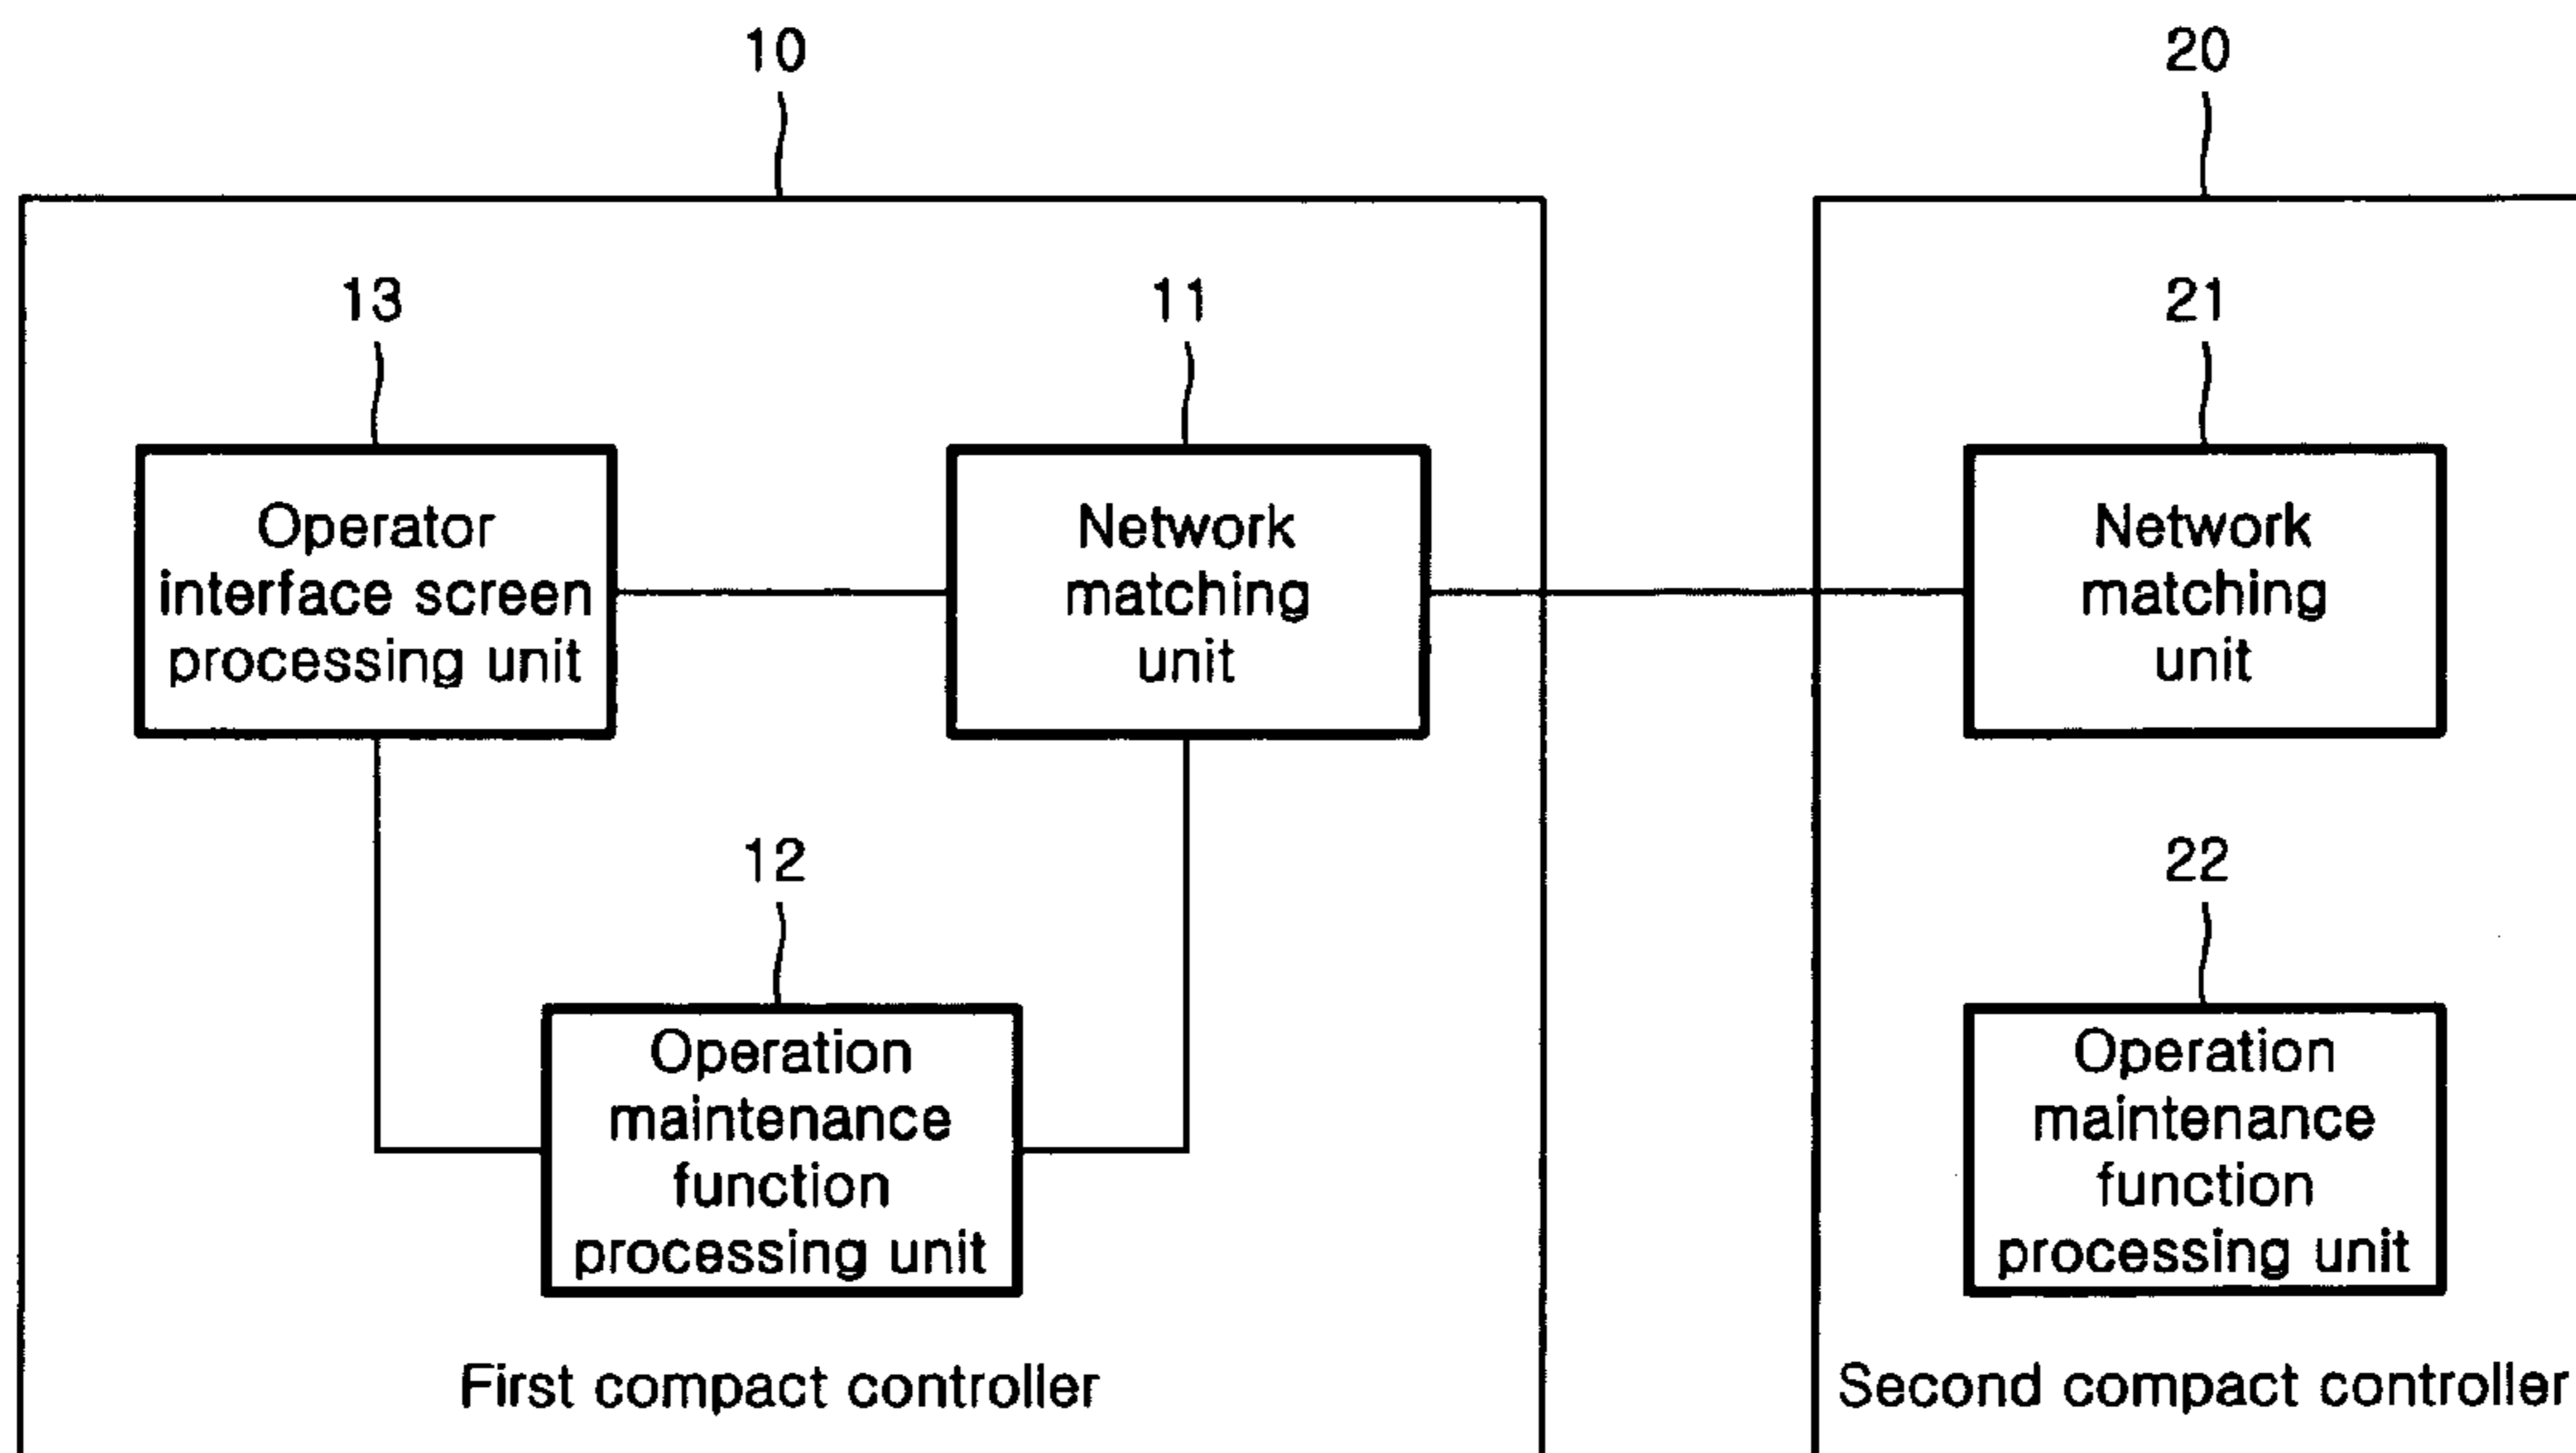 10
20
13
11
21
Operator
interface screen
processing unit
Network
matching
unit
Network
matching
unit
12
22
Operation
maintenance
function
processing unit
Operation
maintenance
function
processing unit
First compact controller
Second compact controller